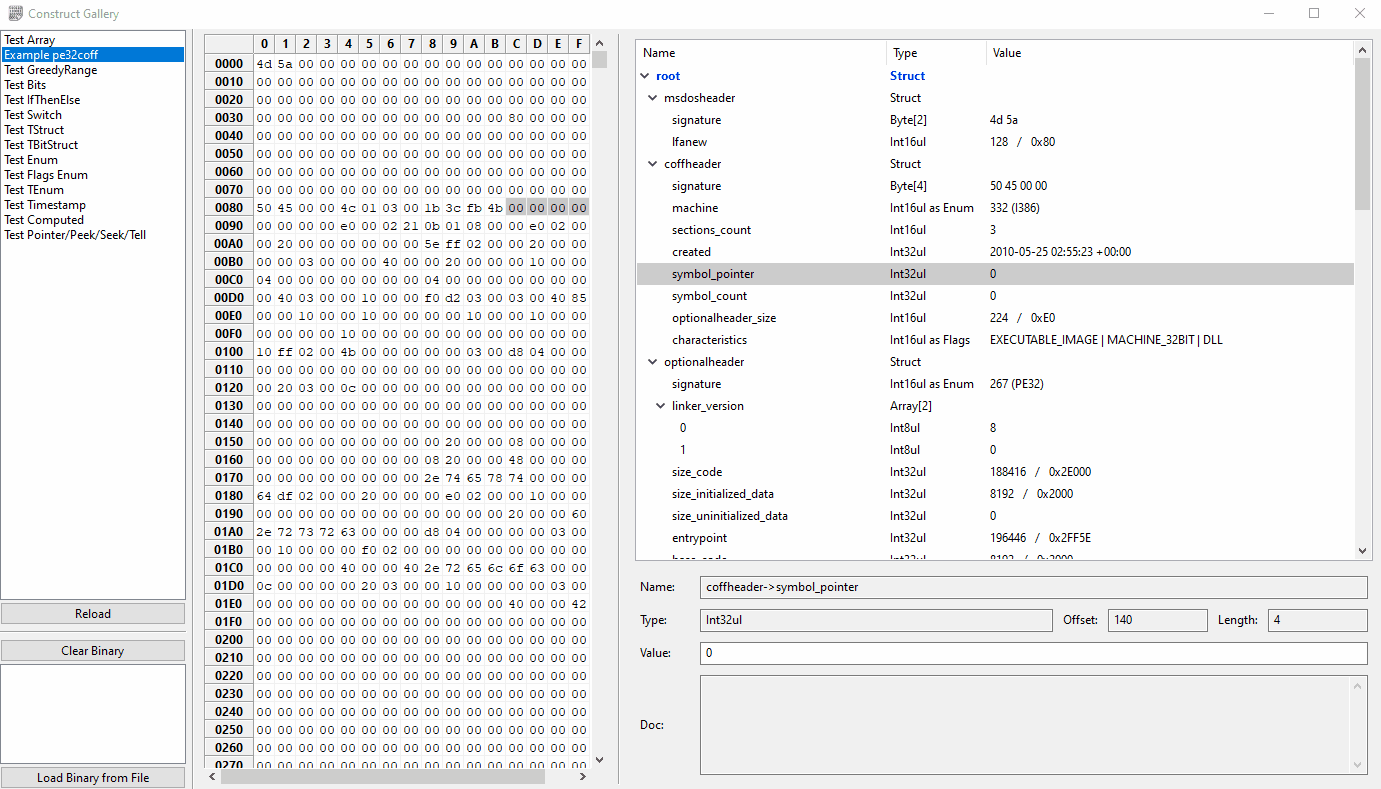 Construct Gallery
Test Array
Example pe32coff
Test GreedyRange
Test Bits
Test IfThenElse
Test Switch
Test TStruct
Test TBitStruct
Test Enum
Test Flags Enum
Test TEnum
Test Timestamp
Test Computed
Test Pointer/Peek/Seek/Tell
Reload
Clear Binary
Load Binary from File
0 1 2 3 4 5 6 7 8 9 A B C D E F
0000 4d 5a 00 00 00 00 00 00 00 00 00 00 00 00 00 00
0010 00 00 00 00 00 00 00 00 00 00 00 00 00 00 00 00
0020 00 00 00 00 00 00 00 00 00 00 00 00 00 00 00 00
0030 00 00 00 00 00 00 00 00 00 00 00 00 80 00 00 00
0040 00 00 00 00 00 00 00 00 00 00 00 00 00 00 00 00
0050 00 00 00 00 00 00 00 00 00 00 00 00 00 00 00 00
0060 00 00 00 00 00 00 00 00 00 00 00 00 00 00 00 00
0070 00 00 00 00 00 00 00 00 00 00 00 00 00 00 00 00
0080 50 45 00 00 4c 01 03 00 1b 3c fb 4b 00 00 00 00
0090 00 00 00 00 e0 00 02 21 0b 01 08 00 00 e0 02 00
00A0 00 20 00 00 00 00 00 00 5e ff 02 00 00 20 00 00
00B0 00 00 03 00 00 00 40 00 00 20 00 00 00 10 00 00
00C0 04 00 00 00 00 00 00 00 04 00 00 00 00 00 00 00
00D0 00 40 03 00 00 10 00 00 f0 d2 03 00 03 00 40 85
00E0 00 00 10 00 00 10 00 00 00 00 10 00 00 10 00 00
00F0 00 00 00 00 10 00 00 00 00 00 00 00 00 00 00 00
0100 10 ff 02 00 4b 00 00 00 00 00 03 00 d8 04 00 00
0110 00 00 00 00 00 00 00 00 00 00 00 00 00 00 00 00
0120 00 20 03 00 0c 00 00 00 00 00 00 00 00 00 00 00
0130 00 00 00 00 00 00 00 00 00 00 00 00 00 00 00 00
0140 00 00 00 00 00 00 00 00 00 00 00 00 00 00 00 00
0150 00 00 00 00 00 00 00 00 00 20 00 00 08 00 00 00
0160 00 00 00 00 00 00 00 00 08 20 00 00 48 00 00 00
0170 00 00 00 00 00 00 00 00 2e 74 65 78 74 00 00 00
0180 64 df 02 00 00 20 00 00 00 e0 02 00 00 10 00 00
0190 00 00 00 00 00 00 00 00 00 00 00 00 20 00 00 60
01A0 2e 72 73 72 63 00 00 00 d8 04 00 00 00 00 03 00
01B0 00 10 00 00 00 f0 02 00 00 00 00 00 00 00 00 00
01C0 00 00 00 00 40 00 00 40 2e 72 65 6c 6f 63 00 00
01D0 0c 00 00 00 00 20 03 00 00 10 00 00 00 00 03 00
01E0 00 00 00 00 00 00 00 00 00 00 00 00 40 00 00 42
01F0 00 00 00 00 00 00 00 00 00 00 00 00 00 00 00 00
0200 00 00 00 00 00 00 00 00 00 00 00 00 00 00 00 00
0210 00 00 00 00 00 00 00 00 00 00 00 00 00 00 00 00
0220 00 00 00 00 00 00 00 00 00 00 00 00 00 00 00 00
0230 00 00 00 00 00 00 00 00 00 00 00 00 00 00 00 00
0240 00 00 00 00 00 00 00 00 00 00 00 00 00 00 00 00
0250 00 00 00 00 00 00 00 00 00 00 00 00 00 00 00 00
0260 00 00 00 00 00 00 00 00 00 00 00 00 00 00 00 00
0270 00 00 00 00 00 00 00 00 00 00 00 00 00 00 00 00
Name Type Value
root Struct
msdosheader Struct
signature Byte[2] 4d 5a
lfanew Int16ul 128 / 0x80
coffheader Struct
signature Byte[4] 50 45 00 00
machine Int16ul as Enum 332 (I386)
sections_count Int16ul 3
created Int32ul 2010-05-25 02:55:23 +00:00
symbol_pointer Int32ul 0
symbol_count Int32ul 0
optionalheader_size Int16ul 224 / 0xE0
characteristics Int16ul as Flags EXECUTABLE_IMAGE | MACHINE_32BIT | DLL
optionalheader Struct
signature Int16ul as Enum 267 (PE32)
linker_version Array[2]
0 Int8ul 8
1 Int8ul 0
size_code Int32ul 188416 / 0x2E000
size_initialized_data Int32ul 8192 / 0x2000
size_uninitialized_data Int32ul 0
entrypoint Int32ul 196446 / 0x2FF5E
base_code Int32ul 8192 / 0x2000
Name: coffheader->symbol_pointer
Type: Int32ul Offset: 140 Length: 4
Value: 0
Doc: